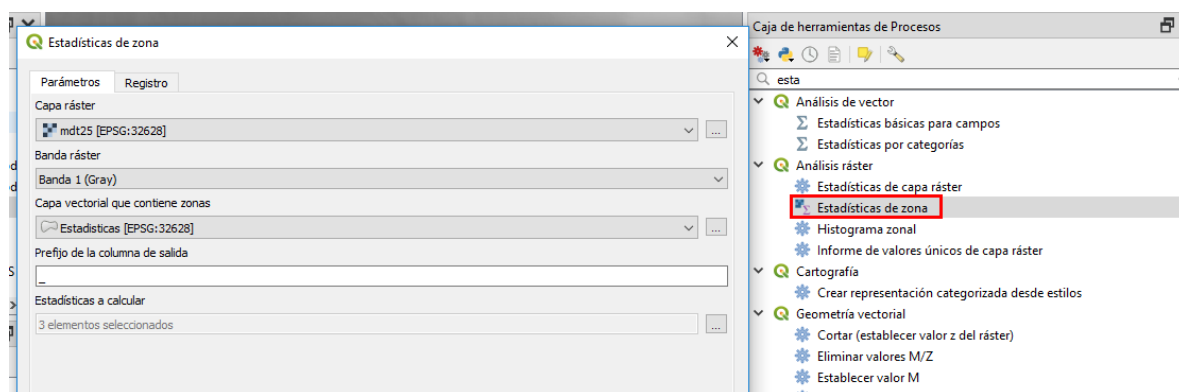 Estadísticas de zona
Parámetros
Registro
Capa ráster
mdt25 [EPSG:32628]
...
Banda ráster
Banda 1 (Gray)
Capa vectorial que contiene zonas
Estadisticas [EPSG:32628]
...
Prefijo de la columna de salida
_
Estadísticas a calcular
3 elementos seleccionados
...
Caja de herramientas de Procesos
esta
Análisis de vector
Estadísticas básicas para campos
Estadísticas por categorías
Análisis ráster
Estadísticas de capa ráster
Estadísticas de zona
Histograma zonal
Informe de valores únicos de capa ráster
Cartografía
Crear representación categorizada desde estilos
Geometría vectorial
Cortar (establecer valor z del ráster)
Eliminar valores M/Z
Establecer valor M